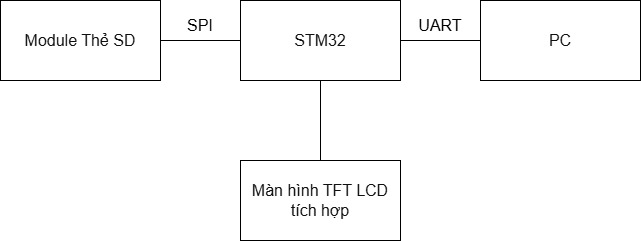 Module Thẻ SD
SPI
STM32
UART
PC
Màn hình TFT LCD
tích hợp